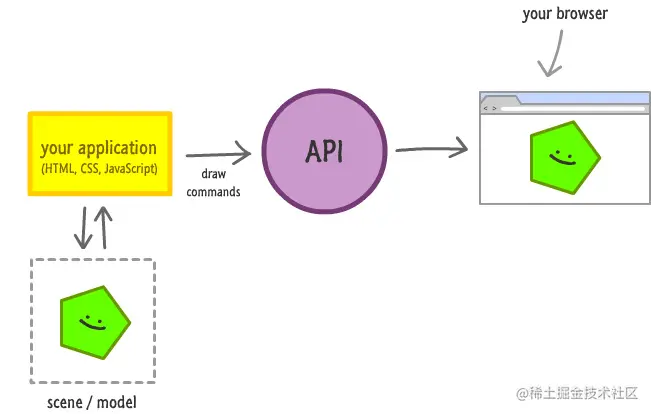 your browser
your application
(HTML, CSS, JavaScript)
API
draw
commands
< >
scene / model
@稀土掘金技术社区